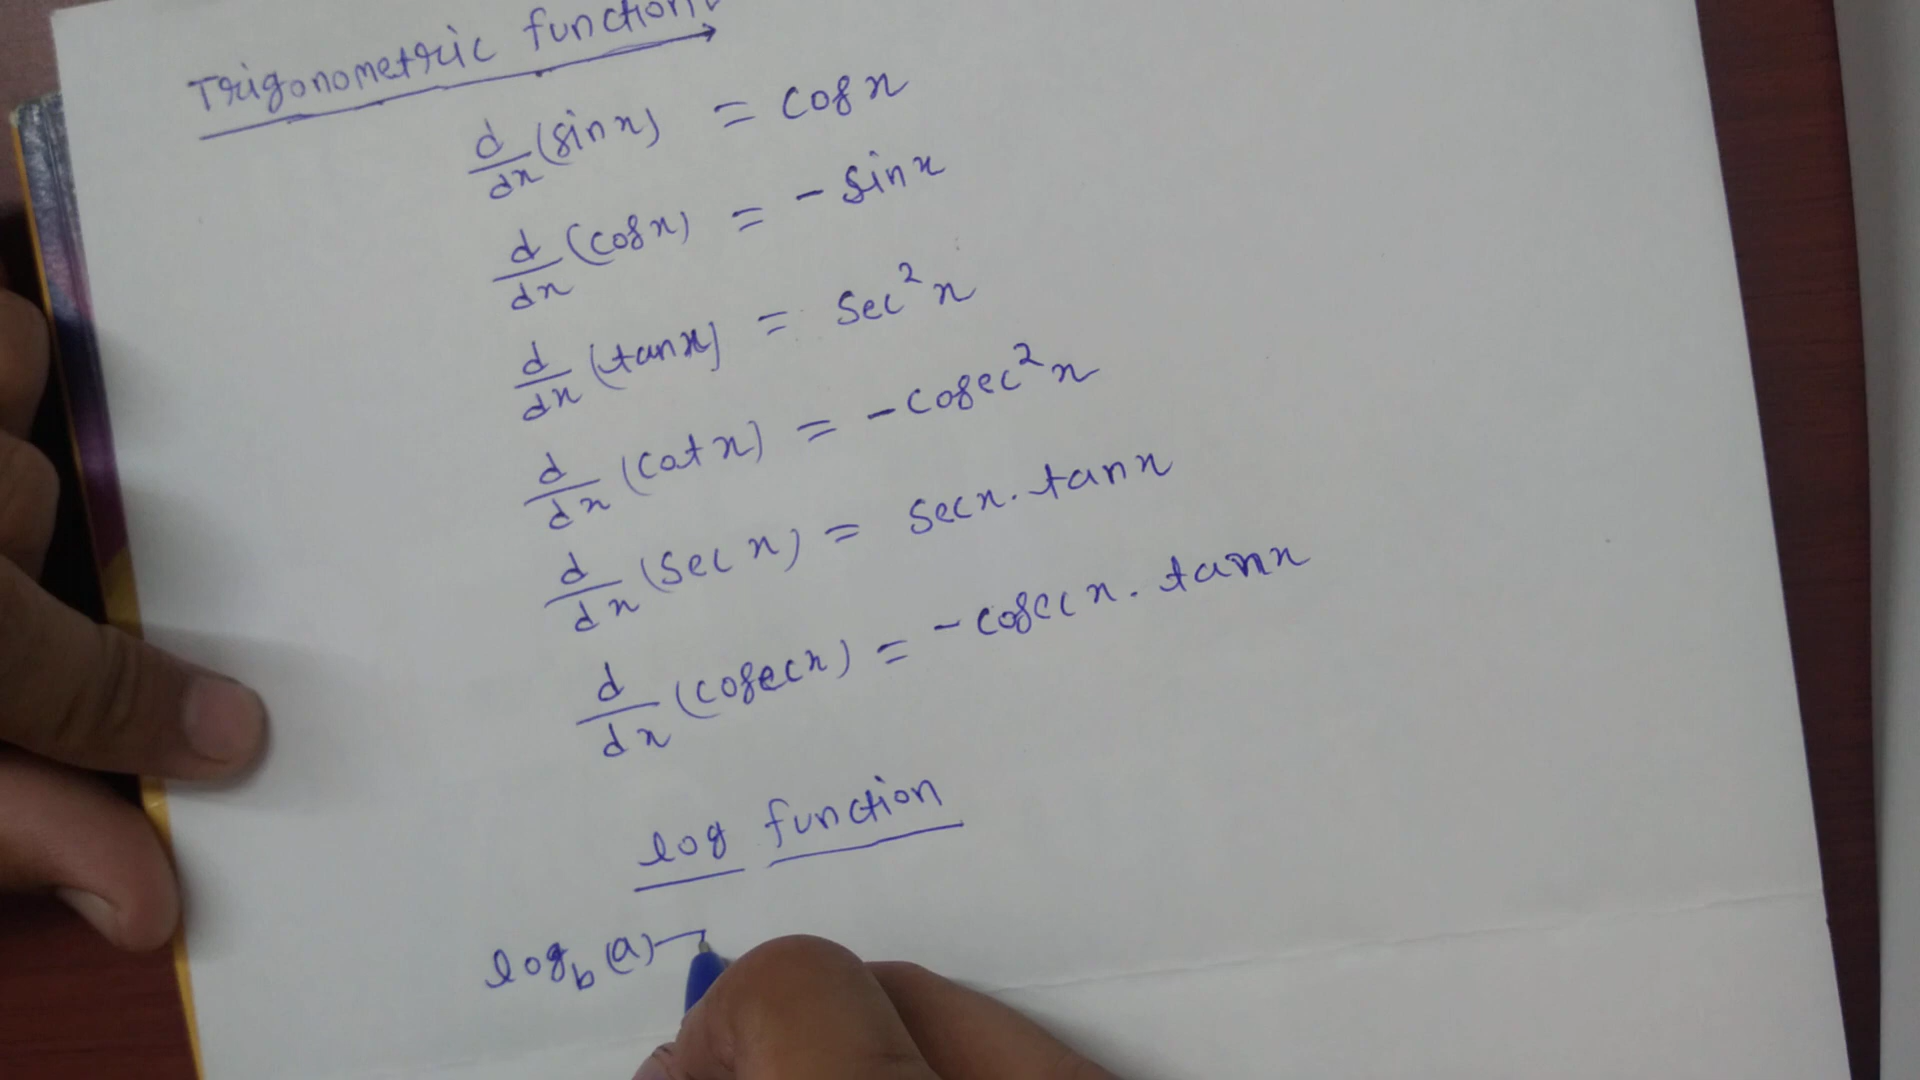 Trigonometric function
d/dx (sin x) = cos x
d/dx (cos x) = - sin x
d/dx (tan x) = Sec² x
d/dx (cot x) = - cosec² x
d/dx (Sec x) = Sec x . tan x
d/dx (cosec x) = - cosec x . tan x
log function
log_b (a)